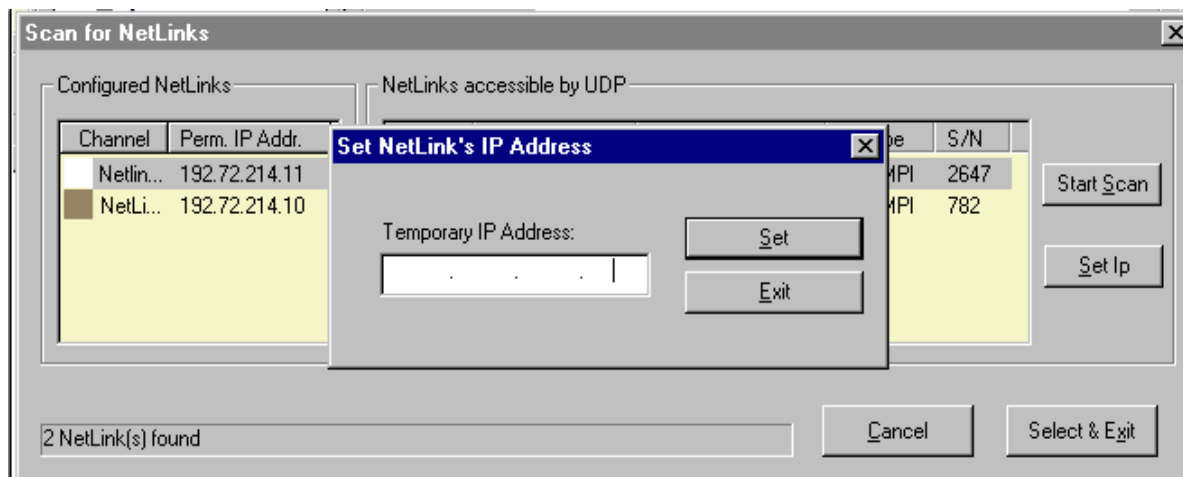 Scan for NetLinks
Configured NetLinks
NetLinks accessible by UDP
Channel Perm. IP Addr. S/N
Set NetLink's IP Address
Netlin... 192.72.214.11 MPI 2647
NetLi... 192.72.214.10 MPI 782
Start Scan
Temporary IP Address:
. . .
Set
Set Ip
Exit
2 NetLink(s) found
Cancel
Select & Exit